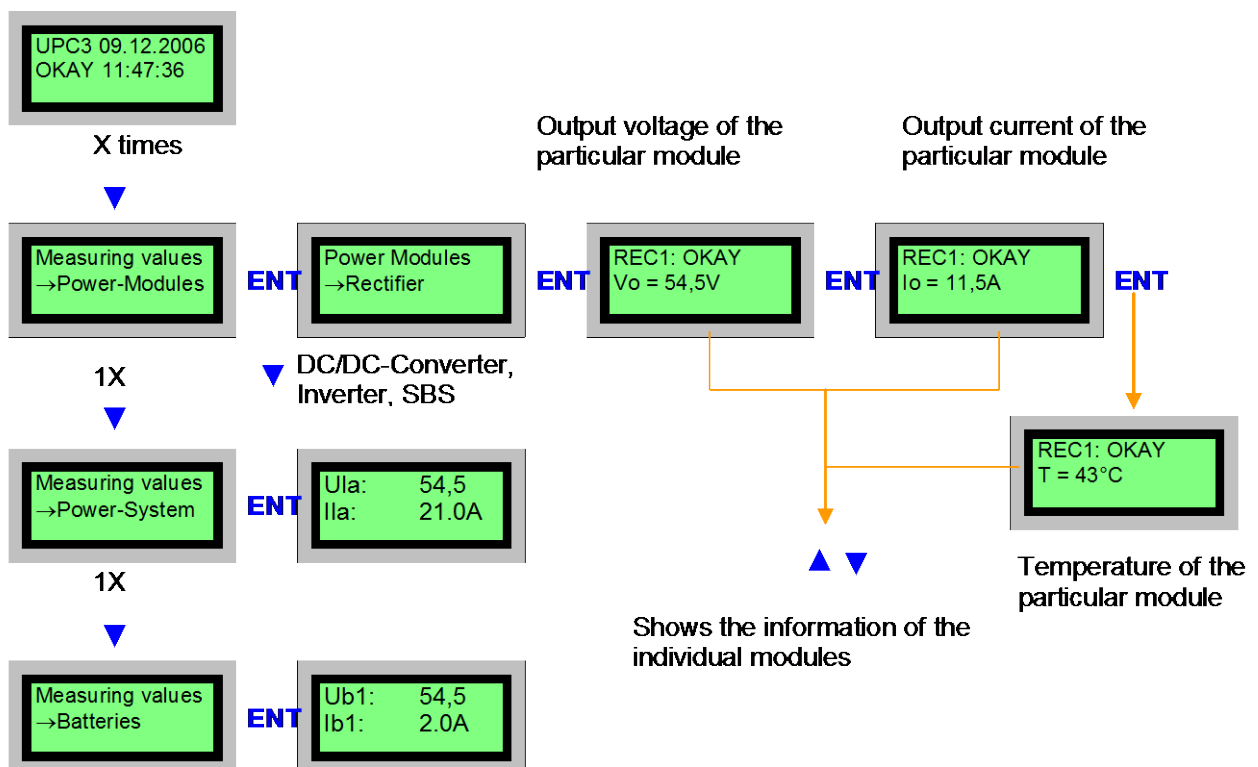 UPC3 09.12.2006
OKAY 11:47:36
X times
▼
Output voltage of the
particular module
Output current of the
particular module
Measuring values
→Power-Modules
ENT
Power Modules
→Rectifier
ENT
REC1: OKAY
Vo = 54,5V
ENT
REC1: OKAY
Io = 11,5A
ENT
1X
▼
▼ DC/DC-Converter,
Inverter, SBS
REC1: OKAY
T = 43°C
Temperature of the
particular module
Measuring values
→Power-System
ENT
Ula: 54,5
Ila: 21.0A
▲ ▼
Shows the information of the
individual modules
1X
▼
Measuring values
→Batteries
ENT
Ub1: 54,5
Ib1: 2.0A